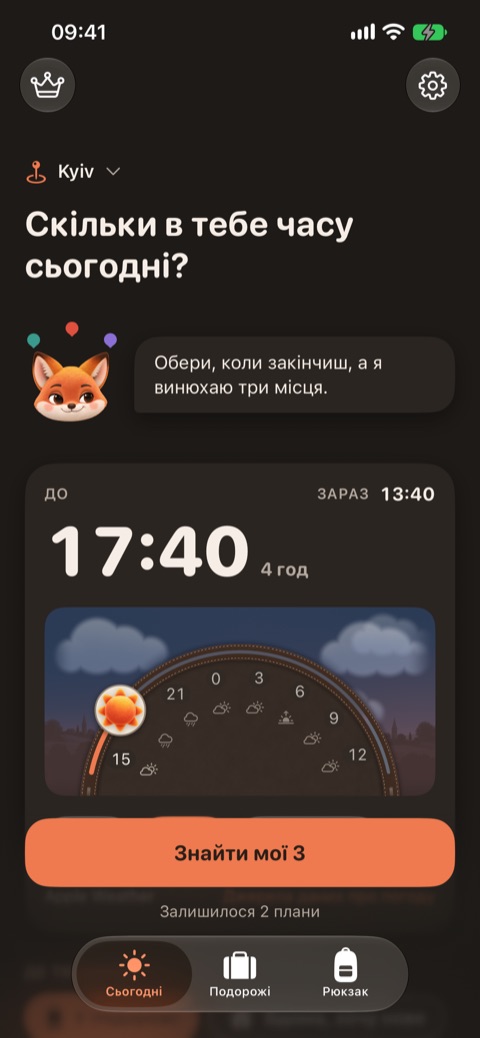 09:41
Kyiv
Скільки в тебе часу
сьогодні?
Обери, коли закінчиш, а я
винюхаю три місця.
ДО
ЗАРАЗ 13:40
17:40 4 год
15
21
0
3
6
9
12
Знайти мої 3
Залишилося 2 плани
Сьогодні
Подорожі
Рюкзак